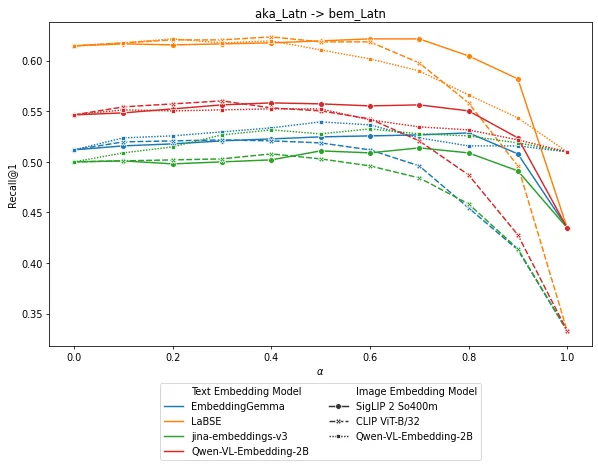 aka_Latn -> bem_Latn
Recall@1
0.60
0.55
0.50
0.45
0.40
0.35
0.0
0.2
0.4
0.6
0.8
1.0
α
Text Embedding Model
EmbeddingGemma
LaBSE
jina-embeddings-v3
Qwen-VL-Embedding-2B
Image Embedding Model
SigLIP 2 So400m
CLIP ViT-B/32
Qwen-VL-Embedding-2B